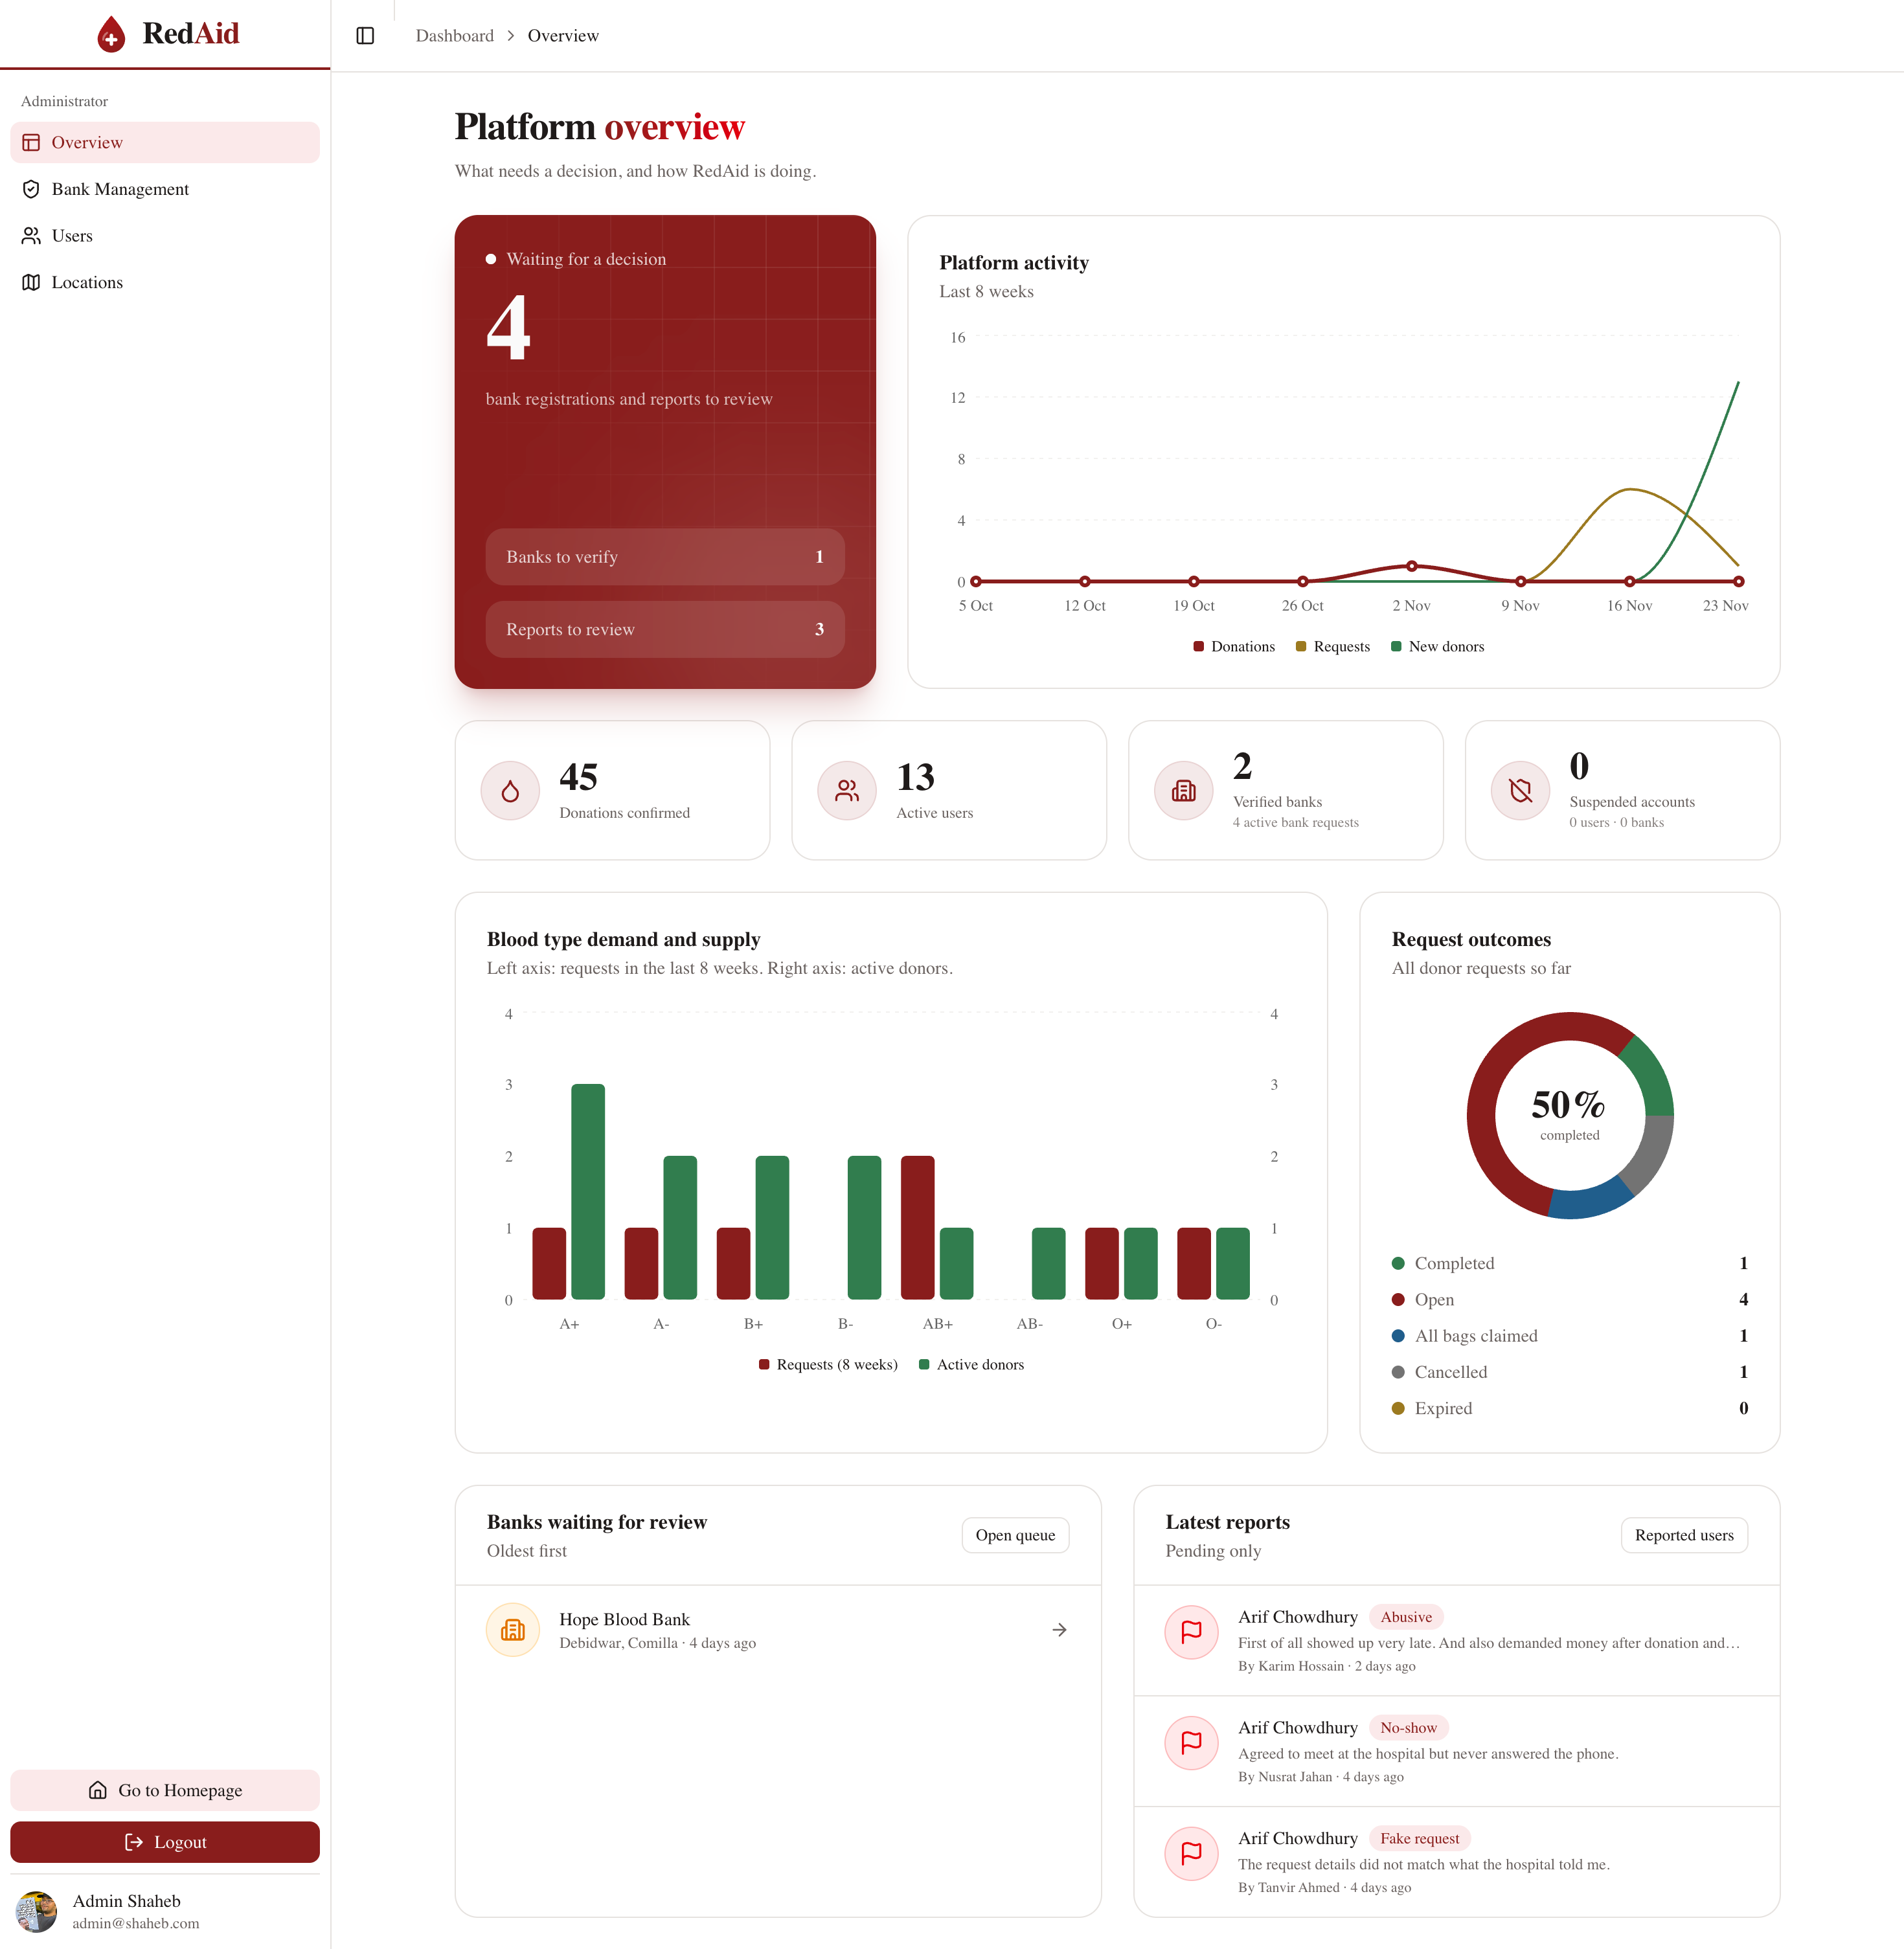 RedAid
Dashboard > Overview
Administrator
Overview
Bank Management
Users
Locations
Go to Homepage
Logout
Admin Shaheb
admin@shaheb.com
Platform overview
What needs a decision, and how RedAid is doing.
Waiting for a decision
4
bank registrations and reports to review
Banks to verify 1
Reports to review 3
Platform activity
Last 8 weeks
16
12
8
4
0
5 Oct 12 Oct 19 Oct 26 Oct 2 Nov 9 Nov 16 Nov 23 Nov
Donations Requests New donors
45
Donations confirmed
13
Active users
2
Verified banks
4 active bank requests
0
Suspended accounts
0 users · 0 banks
Blood type demand and supply
Left axis: requests in the last 8 weeks. Right axis: active donors.
4 4
3 3
2 2
1 1
0 0
A+ A- B+ B- AB+ AB- O+ O-
Requests (8 weeks) Active donors
Request outcomes
All donor requests so far
50%
completed
Completed 1
Open 4
All bags claimed 1
Cancelled 1
Expired 0
Banks waiting for review
Oldest first
Open queue
Hope Blood Bank
Debidwar, Comilla · 4 days ago
Latest reports
Pending only
Reported users
Arif Chowdhury Abusive
First of all showed up very late. And also demanded money after donation and…
By Karim Hossain · 2 days ago
Arif Chowdhury No-show
Agreed to meet at the hospital but never answered the phone.
By Nusrat Jahan · 4 days ago
Arif Chowdhury Fake request
The request details did not match what the hospital told me.
By Tanvir Ahmed · 4 days ago